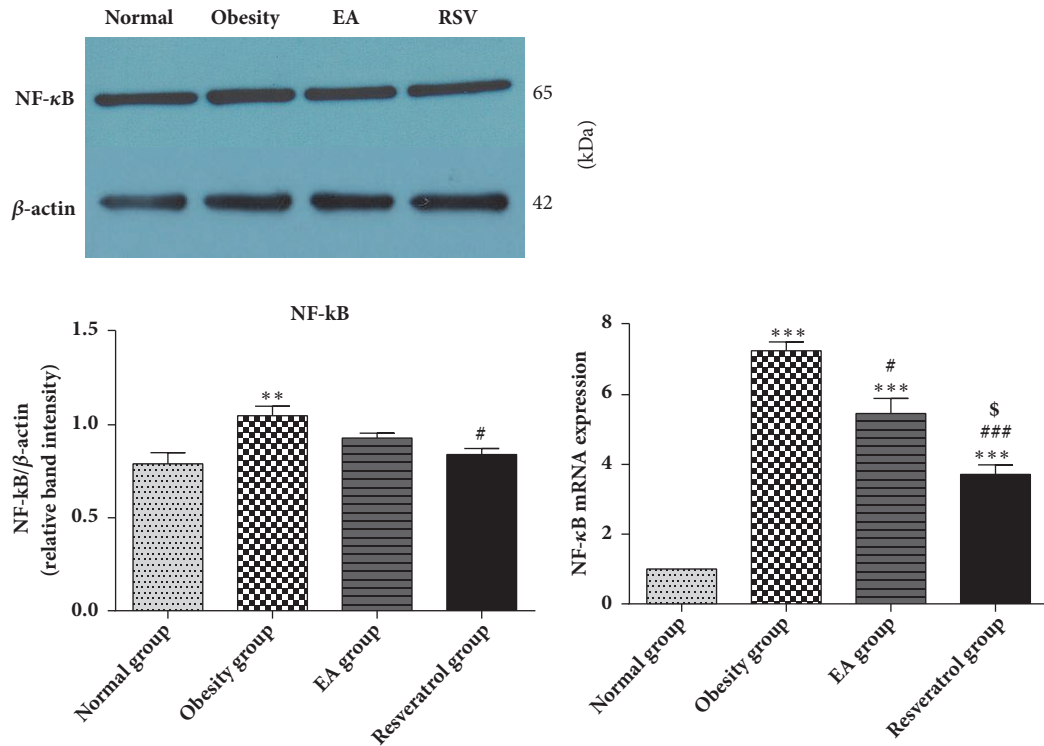 Normal Obesity EA RSV
NF-κB 65
β-actin 42
(kDa)
NF-kB
NF-kB/β-actin
(relative band intensity)
1.5
1.0
0.5
0.0
**
#
Normal group
Obesity group
EA group
Resveratrol group
NF-κB mRNA expression
8
6
4
2
0
***
#
***
$
###
***
Normal group
Obesity group
EA group
Resveratrol group